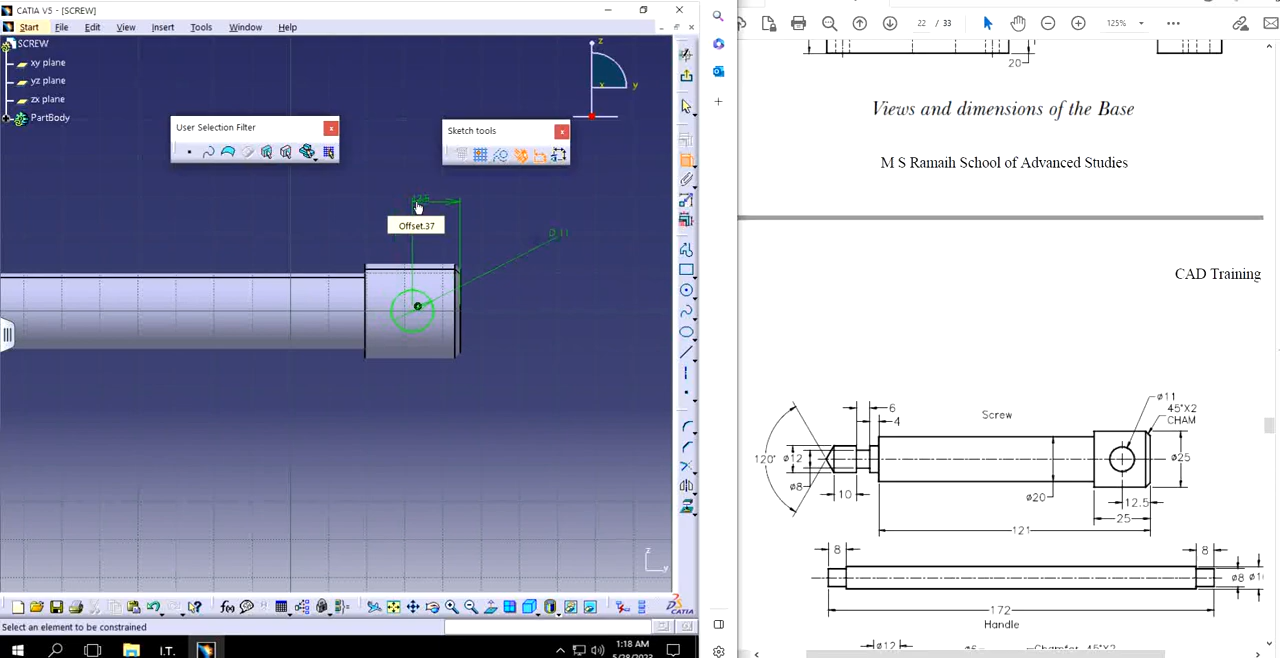 CATIA V5 - [SCREW]
Start File Edit View Insert Tools Window Help
SCREW
xy plane
yz plane
zx plane
PartBody
User Selection Filter
Sketch tools
z
x
y
Offset.37
D 11
z
y
Select an element to be constrained
CATIA
I.T.
1:18 AM
22 / 33
125%
20
Views and dimensions of the Base
M S Ramaih School of Advanced Studies
CAD Training
Screw
6
4
ø11
45°X2
CHAM
120°
ø12
ø8
10
ø20
ø25
12.5
25
121
8
8
ø8
172
Handle
ø12